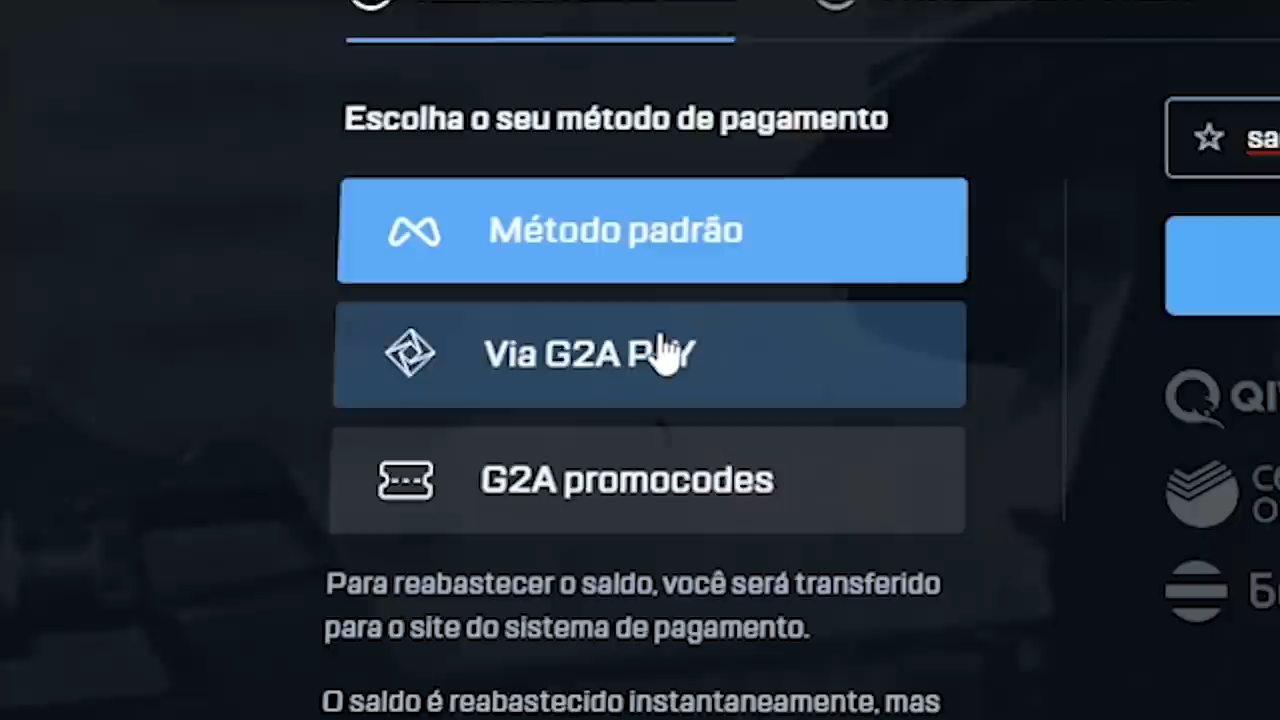 Escolha o seu método de pagamento
Método padrão
Via G2A
G2A promocodes
Para reabastecer o saldo, você será transferido
para o site do sistema de pagamento.
O saldo é reabastecido instantaneamente, mas